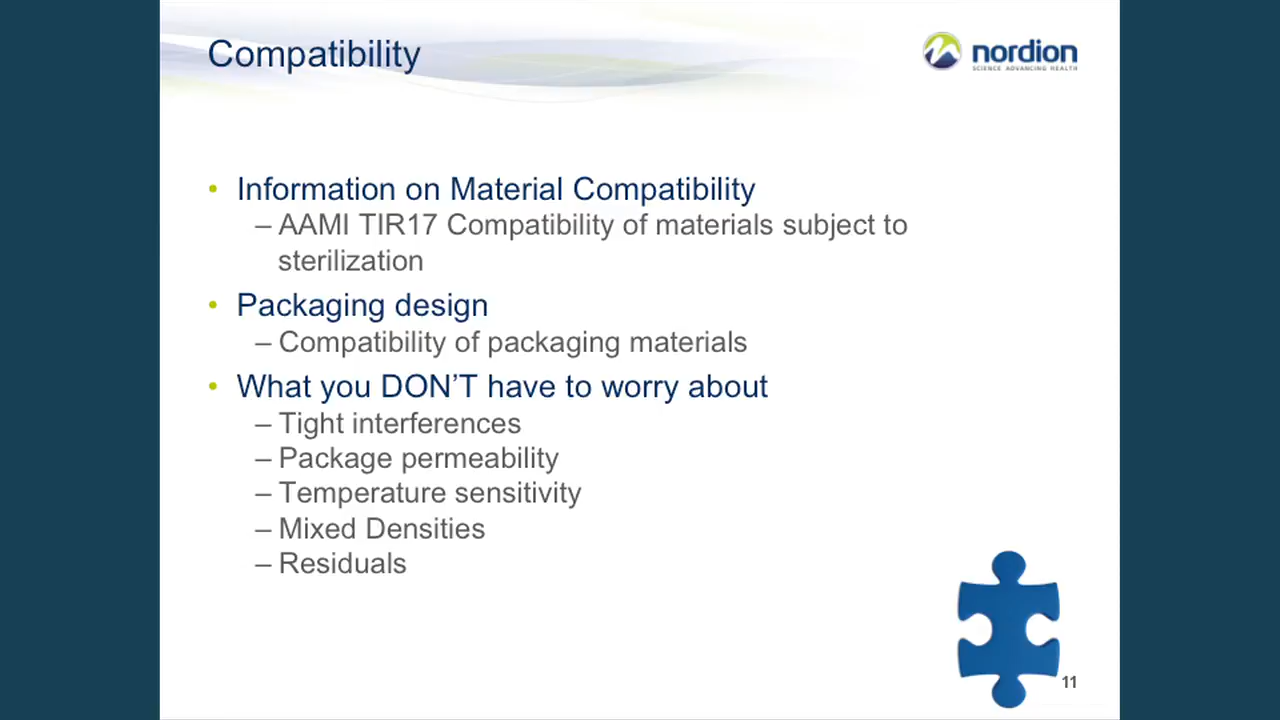 Compatibility
nordion
SCIENCE ADVANCING HEALTH
• Information on Material Compatibility
– AAMI TIR17 Compatibility of materials subject to
sterilization
• Packaging design
– Compatibility of packaging materials
• What you DON’T have to worry about
– Tight interferences
– Package permeability
– Temperature sensitivity
– Mixed Densities
– Residuals
11